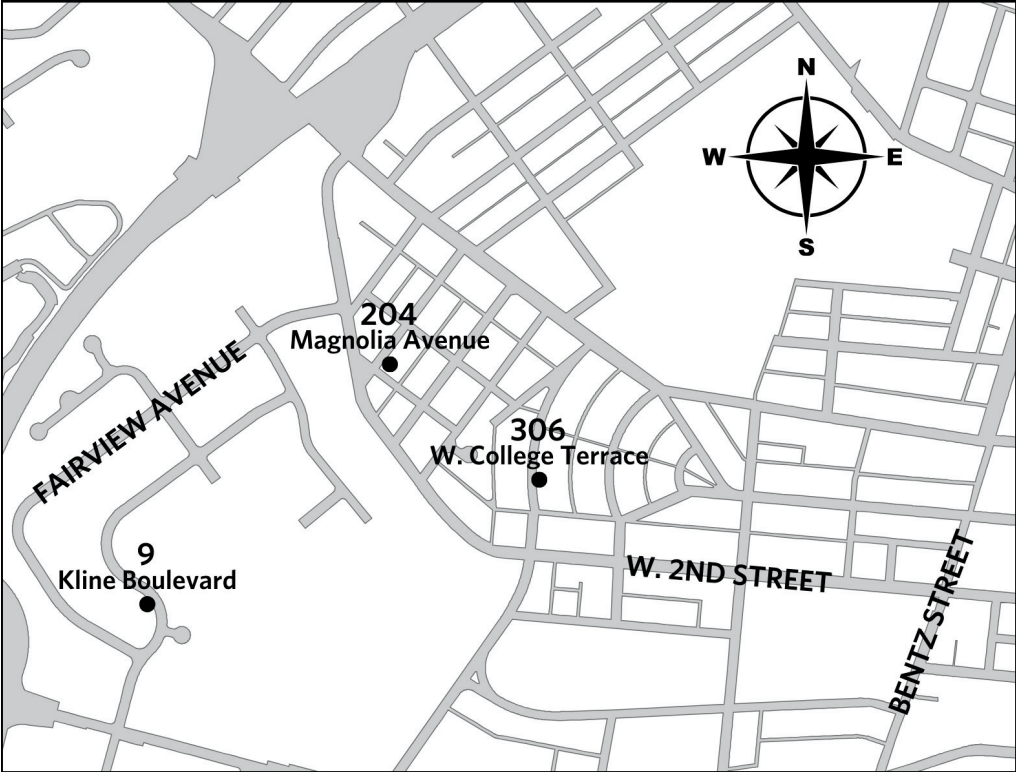 N
W
E
S
204
Magnolia Avenue
FAIRVIEW AVENUE
306
W. College Terrace
9
Kline Boulevard
W. 2ND STREET
BENTZ STREET